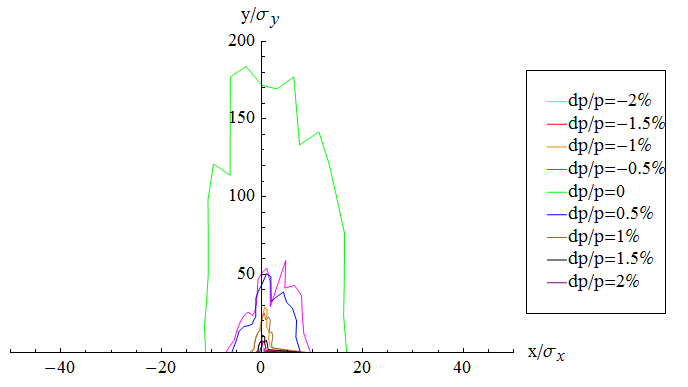 y/σy
200
150
100
50
−40
−20
0
20
40
x/σx
dp/p=−2%
dp/p=−1.5%
dp/p=−1%
dp/p=−0.5%
dp/p=0
dp/p=0.5%
dp/p=1%
dp/p=1.5%
dp/p=2%